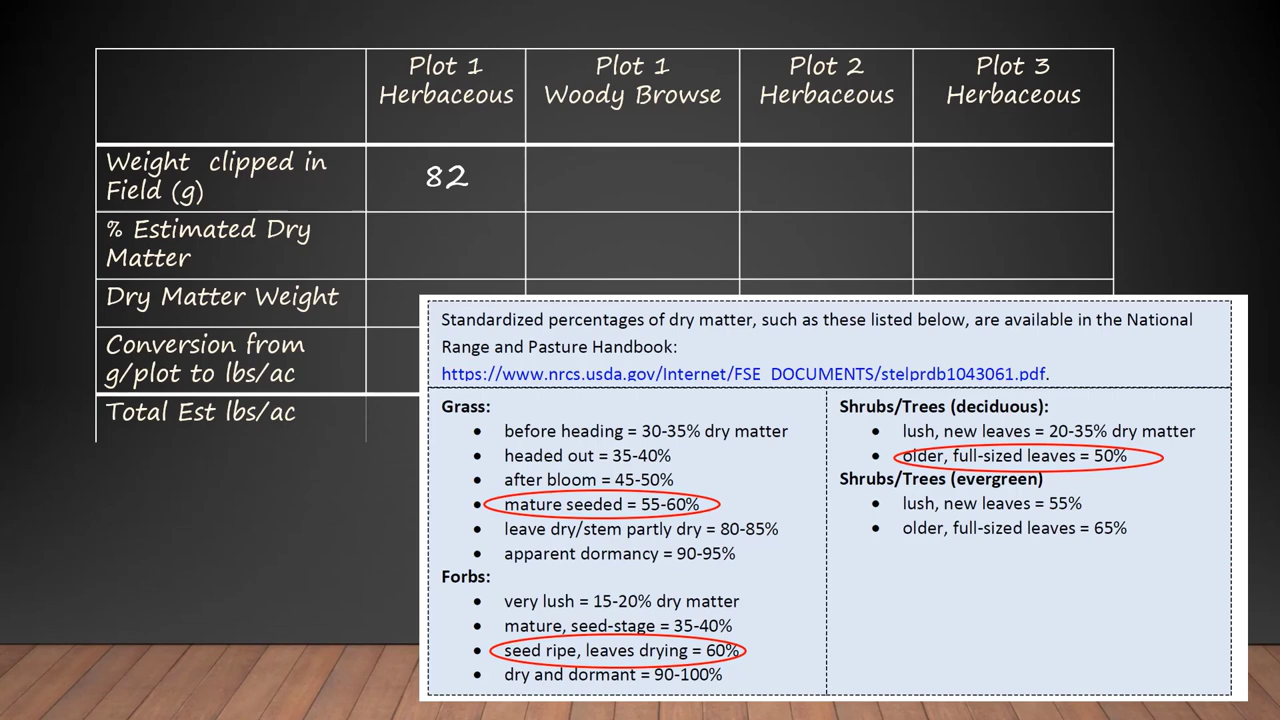 Plot 1
Herbaceous
Plot 1
Woody Browse
Plot 2
Herbaceous
Plot 3
Herbaceous
Weight clipped in
Field (g)
82
% Estimated Dry
Matter
Dry Matter Weight
Conversion from
g/plot to lbs/ac
Total Est lbs/ac
Standardized percentages of dry matter, such as these listed below, are available in the National
Range and Pasture Handbook:
https://www.nrcs.usda.gov/Internet/FSE_DOCUMENTS/stelprdb1043061.pdf.
Grass:
• before heading = 30-35% dry matter
• headed out = 35-40%
• after bloom = 45-50%
• mature seeded = 55-60%
• leave dry/stem partly dry = 80-85%
• apparent dormancy = 90-95%
Forbs:
• very lush = 15-20% dry matter
• mature, seed-stage = 35-40%
• seed ripe, leaves drying = 60%
• dry and dormant = 90-100%
Shrubs/Trees (deciduous):
• lush, new leaves = 20-35% dry matter
• older, full-sized leaves = 50%
Shrubs/Trees (evergreen)
• lush, new leaves = 55%
• older, full-sized leaves = 65%